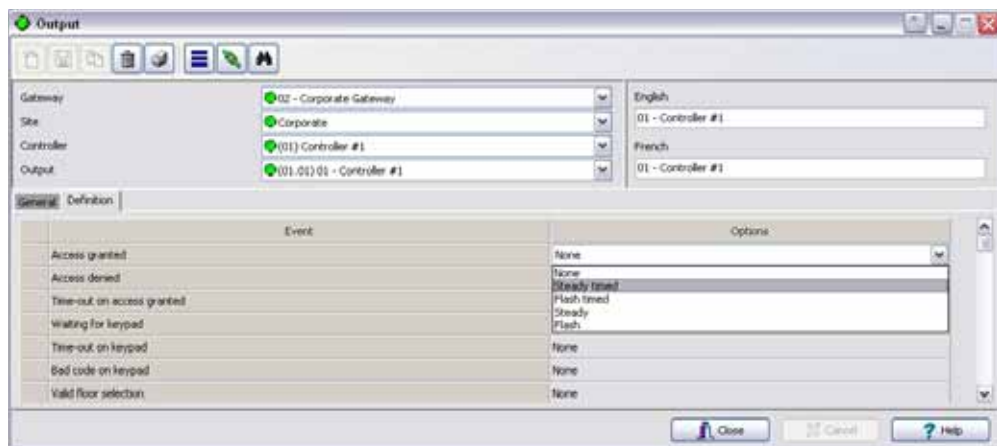 Output
Gateway
02 - Corporate Gateway
English
Site
Corporate
01 - Controller #1
Controller
(01) Controller #1
French
Output
(01.01) 01 - Controller #1
01 - Controller #1
General Definition
Event Options
Access granted None
Access denied None
Steady timed
Time-out on access granted Flash timed
Waiting for keypad Steady
Flash
Time-out on keypad None
Bad code on keypad None
Valid floor selection None
Close Cancel Help